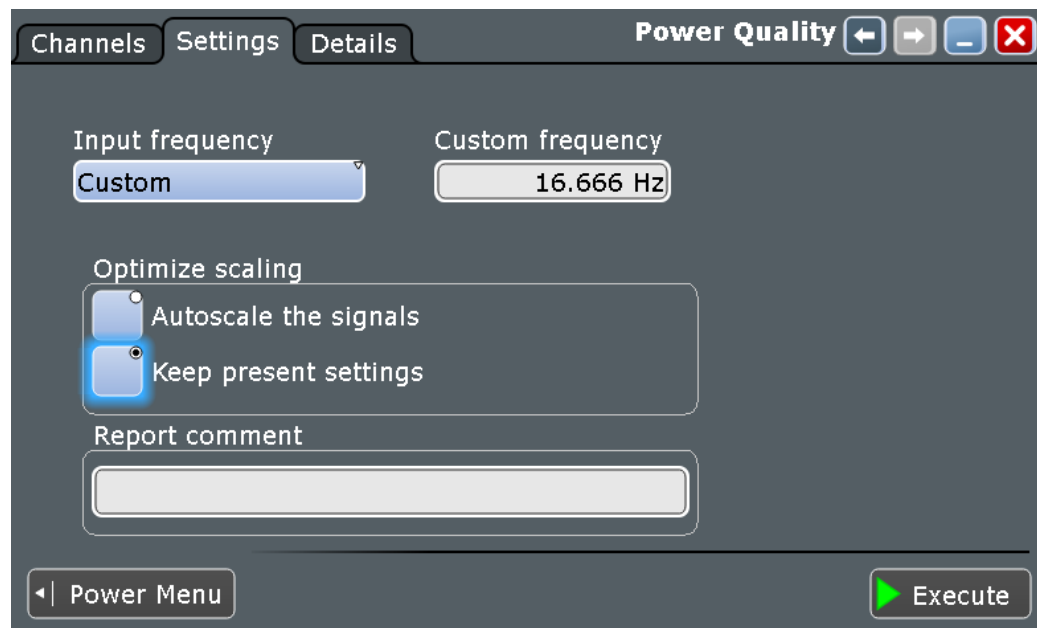 Channels Settings Details Power Quality
Input frequency Custom frequency
Custom 16.666 Hz
Optimize scaling
Autoscale the signals
Keep present settings
Report comment
Power Menu Execute